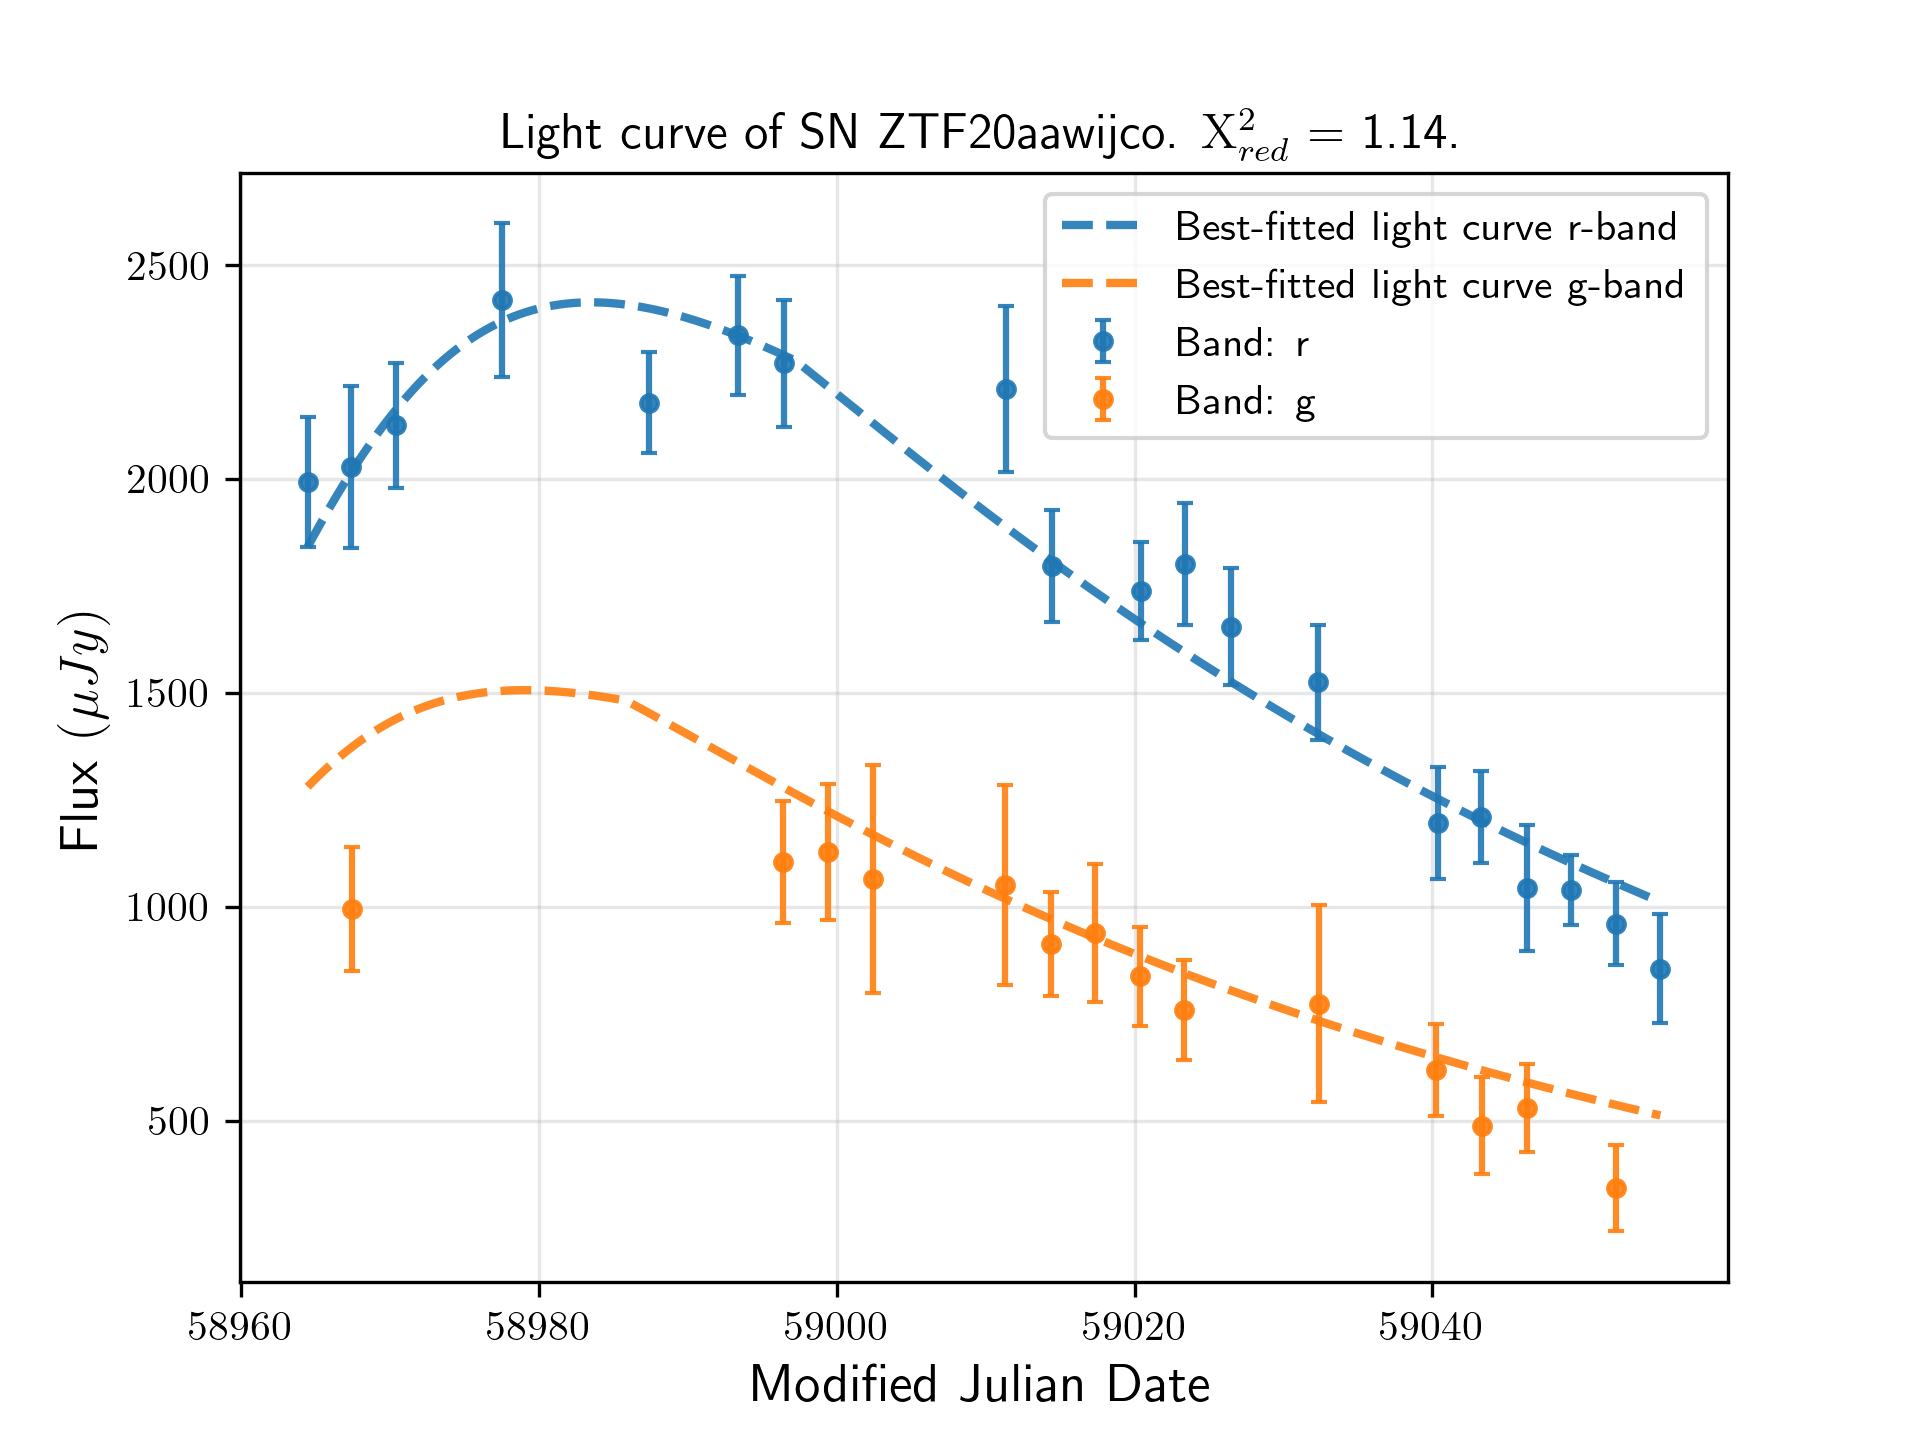 Light curve of SN ZTF20aawijco. X²_red = 1.14.
Best-fitted light curve r-band
Best-fitted light curve g-band
Band: r
Band: g
2500
2000
1500
1000
500
Flux (μJy)
58960 58980 59000 59020 59040
Modified Julian Date